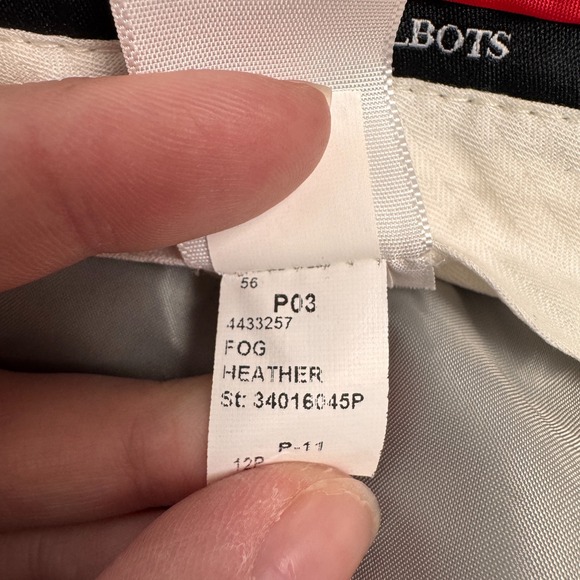 LBOTS
56
P03
4433257
FOG
HEATHER
St: 34016045P
P-11
12P